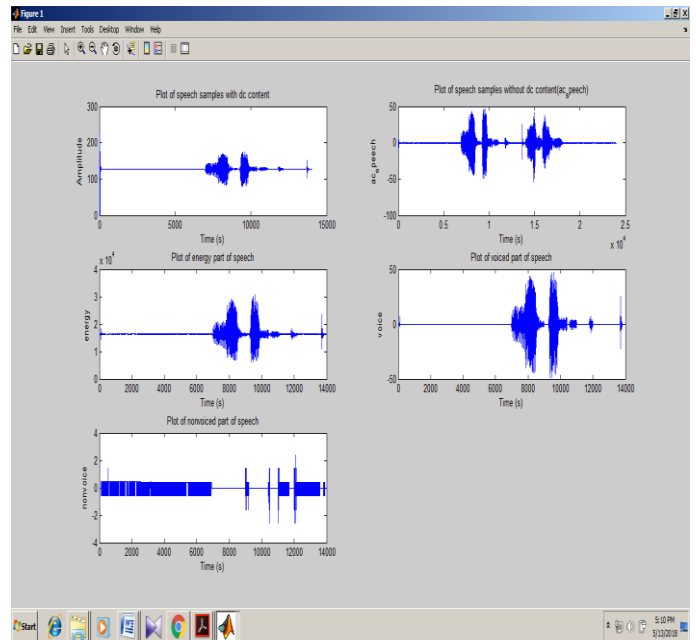 Figure 1
File Edit View Insert Tools Desktop Window Help
Plot of speech samples with dc content
300
200
100
0
Amplitude
0 5000 10000 15000
Time (s)
Plot of speech samples without dc content(ac_speech)
50
0
-50
-100
ac_speech
0 0.5 1 1.5 2 2.5
x 10^4
Time (s)
Plot of energy part of speech
x 10^4
4
3
2
1
0
energy
0 2000 4000 6000 8000 10000 12000 14000
Time (s)
Plot of voiced part of speech
50
0
-50
voice
0 2000 4000 6000 8000 10000 12000 14000
Time (s)
Plot of nonvoiced part of speech
4
2
0
-2
-4
nonvoice
0 2000 4000 6000 8000 10000 12000 14000
Time (s)
Start
5:10 PM
5/13/2018